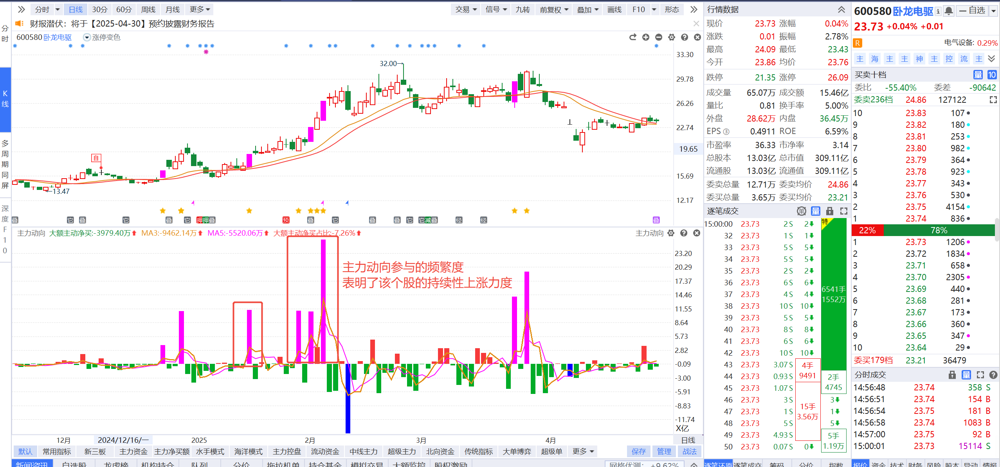 分时 日线 30分 60分 周线 月线 更多 交易 信号 九转 前复权 叠加 画线 F10 形态
财报潜伏：将于【2025-04-30】预约披露财务报告
600580 卧龙电驱 涨停变色
分时
K线
多周期同屏
深度F10
32.00→
←13.47
自
33.30
29.78
26.26
22.74
19.65
15.69
12.17
叠 它 叠 它 叠 它 押 押 叠 预 叠 它 叠 叠 它 它 减 叠 经 经 叠
主力动向 大额主动净买:-3979.40万 MA3:-9462.14万 MA5:-5520.06万 大额主动净买占比:-7.26% 主力动向
主力动向参与的频繁度
表明了该个股的持续性上涨力度
23.20
20.29
17.37
14.46
11.55
8.64
5.73
2.82
-0.09
-3.00
-5.91
-8.83
-11.74
X亿
12月 2024/12/16/一 2025 2月 3月 4月 日线
默认 常用指标 新三板 主力资金 主力净买额 水手模式 海洋模式 主力控盘 流动资金 中线主力 超级主力 北向资金 传统指标 大单博弈 超级单 更多 保存 管理 战法
新闻资讯 自选股 龙虎榜 机构持仓 队列 分价 拖拉机单 持仓基金 模拟交易 大额监控 股权激励 网格优测: +9.62%
行情数据
现价 23.73 涨幅 0.04%
涨跌 0.01 振幅 2.78%
最高 24.09 最低 23.43
今开 23.86 均价 23.76
跌停 21.35 涨停 26.09
成交量 65.07万 成交额 15.46亿
量比 0.81 换手率 5.00%
外盘 28.62万 内盘 36.45万
EPS③ 0.4911 ROE 6.59%
市盈率 36.33 市净率 3.14
总股本 13.03亿 总市值 309.11亿
流通股 13.03亿 流通值 309.11亿
委卖总量 12.71万 委卖均价 24.86
委买总量 3.65万 委买均价 23.21
逐笔成交 单 量
15:00:00 23.73 2S 2
32 23.73 1S 1
33 23.73 5S 5
34 23.73 5S 5
35 23.73 2S 2
36 23.73 6S 6
37 23.73 4S 4
38 23.73 10S 10
39 23.73 5S 5
40 23.73 8S 8
41 23.73 6S 6
42 23.73 10S 10
43 23.73 3.07S
44 23.73 0.93S
45 23.73 1.07S
46 23.73 3S
47 23.73 1S
48 23.73 5S
49 23.73 4.93S
50 23.73 0.07S 0
4手
9491
15手
3.56万
特
6541手
1552万
2手
4745
3
1
5
5手
1.19万
逐笔还原 逐笔成交 筹码 分价 指数
600580 卧龙电驱 自选
23.73 +0.04% +0.01
R 电气设备: 0.29%
主 海 主 主 神 主 控 流 主
买卖十档 量 10
委比 -55.40% 委差 -90642
委卖236档 24.86 127122
10 23.83 107
9 23.82 180
8 23.81 253
7 23.80 982
6 23.79 364
5 23.78 923
4 23.77 343
3 23.76 530
2 23.75 4154
1 23.74 836
22% 78%
1 23.73 1206
2 23.72 1834
3 23.71 658
4 23.70 2305
5 23.69 440
6 23.68 281
7 23.67 173
8 23.66 360
9 23.65 347
10 23.64 29
委买179档 23.21 36479
分时成交 量
14:56:48 23.74 358 S
14:56:51 23.74 154 B
14:56:54 23.75 181 B
14:56:58 23.74 1083 B
14:57:00 23.75 92 B
15:00:01 23.73 15114 S
报价 资金 技术 财务 风险 股本 异动 情报